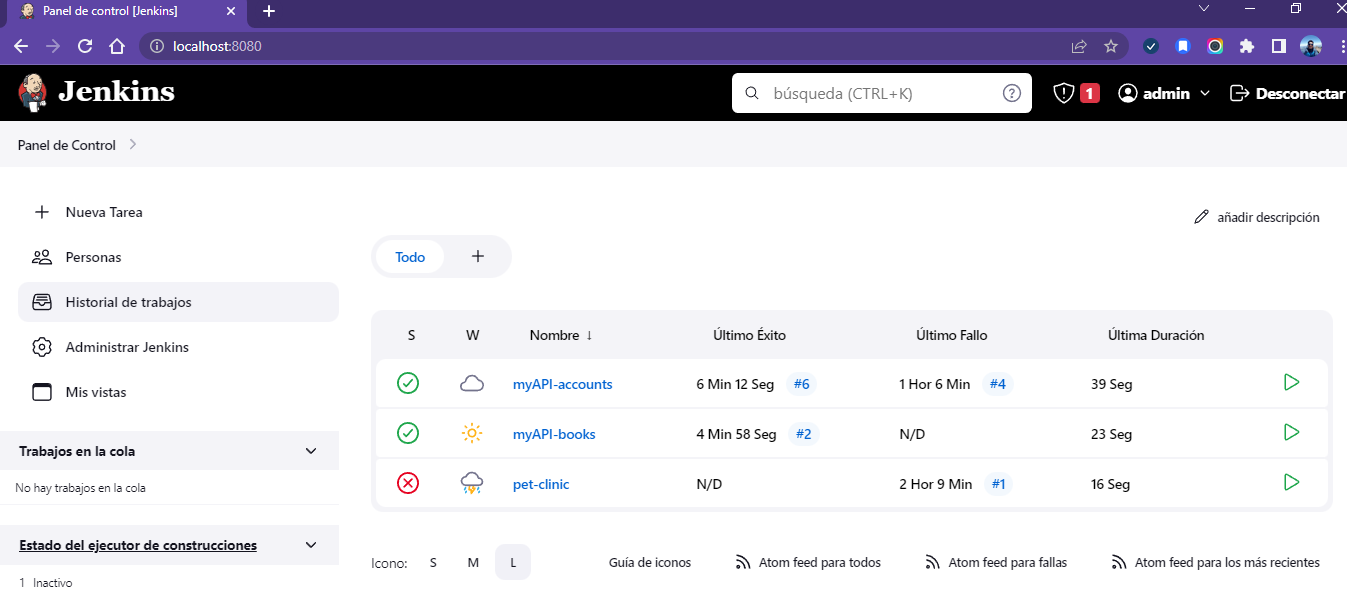 Panel de control [Jenkins]
localhost:8080
Jenkins
búsqueda (CTRL+K)
1
admin
Desconectar
Panel de Control
Nueva Tarea
Personas
Historial de trabajos
Administrar Jenkins
Mis vistas
Trabajos en la cola
No hay trabajos en la cola
Estado del ejecutor de construcciones
1 Inactivo
añadir descripción
Todo
S W Nombre ↓ Último Éxito Último Fallo Última Duración
myAPI-accounts 6 Min 12 Seg #6 1 Hor 6 Min #4 39 Seg
myAPI-books 4 Min 58 Seg #2 N/D 23 Seg
pet-clinic N/D 2 Hor 9 Min #1 16 Seg
Icono: S M L Guía de iconos Atom feed para todos Atom feed para fallas Atom feed para los más recientes